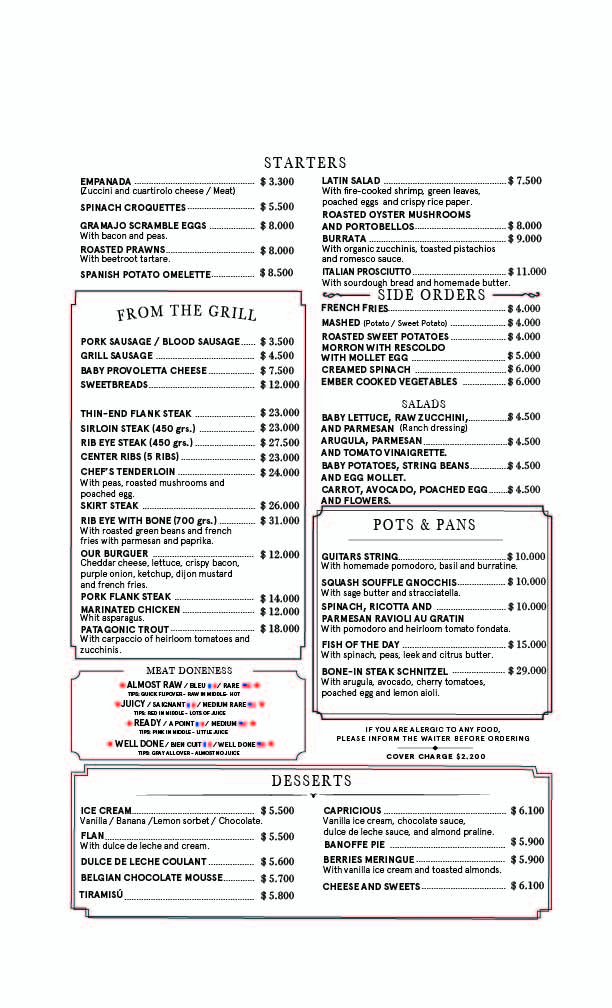 STARTERS
EMPANADA $ 3.300
(Zuccini and cuartirolo cheese / Meat)
SPINACH CROQUETTES $ 5.500
GRAMAJO SCRAMBLE EGGS $ 8.000
With bacon and peas.
ROASTED PRAWNS $ 8.000
With beetroot tartare.
SPANISH POTATO OMELETTE $ 8.500
LATIN SALAD $ 7.500
With fire-cooked shrimp, green leaves,
poached eggs and crispy rice paper.
ROASTED OYSTER MUSHROOMS
AND PORTOBELLOS $ 8.000
BURRATA $ 9.000
With organic zucchinis, toasted pistachios
and romesco sauce.
ITALIAN PROSCIUTTO $ 11.000
With sourdough bread and homemade butter.
FROM THE GRILL
PORK SAUSAGE / BLOOD SAUSAGE $ 3.500
GRILL SAUSAGE $ 4.500
BABY PROVOLETTA CHEESE $ 7.500
SWEETBREADS $ 12.000
THIN-END FLANK STEAK $ 23.000
SIRLOIN STEAK (450 grs.) $ 23.000
RIB EYE STEAK (450 grs.) $ 27.500
CENTER RIBS (5 RIBS) $ 23.000
CHEF'S TENDERLOIN $ 24.000
With peas, roasted mushrooms and
poached egg.
SKIRT STEAK $ 26.000
RIB EYE WITH BONE (700 grs.) $ 31.000
With roasted green beans and french
fries with parmesan and paprika.
OUR BURGUER $ 12.000
Cheddar cheese, lettuce, crispy bacon,
purple onion, ketchup, dijon mustard
and french fries.
PORK FLANK STEAK $ 14.000
MARINATED CHICKEN $ 12.000
Whit asparagus.
PATAGONIC TROUT $ 18.000
With carpaccio of heirloom tomatoes and
zucchinis.
SIDE ORDERS
FRENCH FRIES $ 4.000
MASHED (Potato / Sweet Potato) $ 4.000
ROASTED SWEET POTATOES $ 4.000
MORRON WITH RESCOLDO
WITH MOLLET EGG $ 5.000
CREAMED SPINACH $ 6.000
EMBER COOKED VEGETABLES $ 6.000
SALADS
BABY LETTUCE, RAW ZUCCHINI, $ 4.500
AND PARMESAN (Ranch dressing)
ARUGULA, PARMESAN $ 4.500
AND TOMATO VINAIGRETTE.
BABY POTATOES, STRING BEANS $ 4.500
AND EGG MOLLET.
CARROT, AVOCADO, POACHED EGG $ 4.500
AND FLOWERS.
POTS & PANS
GUITARS STRING $ 10.000
With homemade pomodoro, basil and burratine.
SQUASH SOUFFLE GNOCCHIS $ 10.000
With sage butter and stracciatella.
SPINACH, RICOTTA AND $ 10.000
PARMESAN RAVIOLI AU GRATIN
With pomodoro and heirloom tomato fondata.
FISH OF THE DAY $ 15.000
With spinach, peas, leek and citrus butter.
BONE-IN STEAK SCHNITZEL $ 29.000
With arugula, avocado, cherry tomatoes,
poached egg and lemon aioli.
MEAT DONENESS
ALMOST RAW / BLEU / RARE
TIPS: QUICK FLIPOVER - RAW IN MIDDLE- HOT
JUICY / SAIGNANT / MEDIUM RARE
TIPS: RED IN MIDDLE - LOTS OF JUICE
READY / A POINT / MEDIUM
TIPS: PINK IN MIDDLE - LITTLE JUICE
WELL DONE / BIEN CUIT / WELL DONE
TIPS: GRAY ALL OVER - ALMOST NO JUICE
IF YOU ARE ALERGIC TO ANY FOOD,
PLEASE INFORM THE WAITER BEFORE ORDERING
COVER CHARGE $2,200
DESSERTS
ICE CREAM $ 5.500
Vanilla / Banana /Lemon sorbet / Chocolate.
FLAN $ 5.500
With dulce de leche and cream.
DULCE DE LECHE COULANT $ 5.600
BELGIAN CHOCOLATE MOUSSE $ 5.700
TIRAMISÚ $ 5.800
CAPRICIOUS $ 6.100
Vanilla ice cream, chocolate sauce,
dulce de leche sauce, and almond praline.
BANOFFE PIE $ 5.900
BERRIES MERINGUE $ 5.900
With vanilla ice cream and toasted almonds.
CHEESE AND SWEETS $ 6.100